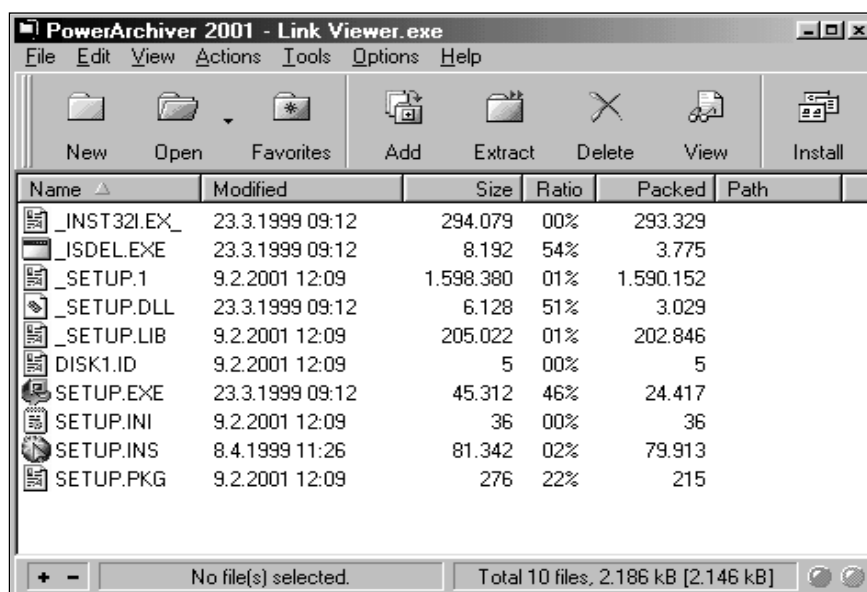 PowerArchiver 2001 - Link Viewer.exe
File Edit View Actions Tools Options Help
New Open Favorites Add Extract Delete View Install
Name Modified Size Ratio Packed Path
_INST32I.EX_ 23.3.1999 09:12 294.079 00% 293.329
_ISDEL.EXE 23.3.1999 09:12 8.192 54% 3.775
_SETUP.1 9.2.2001 12:09 1.598.380 01% 1.590.152
_SETUP.DLL 23.3.1999 09:12 6.128 51% 3.029
_SETUP.LIB 9.2.2001 12:09 205.022 01% 202.846
DISK1.ID 9.2.2001 12:09 5 00% 5
SETUP.EXE 23.3.1999 09:12 45.312 46% 24.417
SETUP.INI 9.2.2001 12:09 36 00% 36
SETUP.INS 8.4.1999 11:26 81.342 02% 79.913
SETUP.PKG 9.2.2001 12:09 276 22% 215
+ - No file(s) selected. Total 10 files, 2.186 kB [2.146 kB]